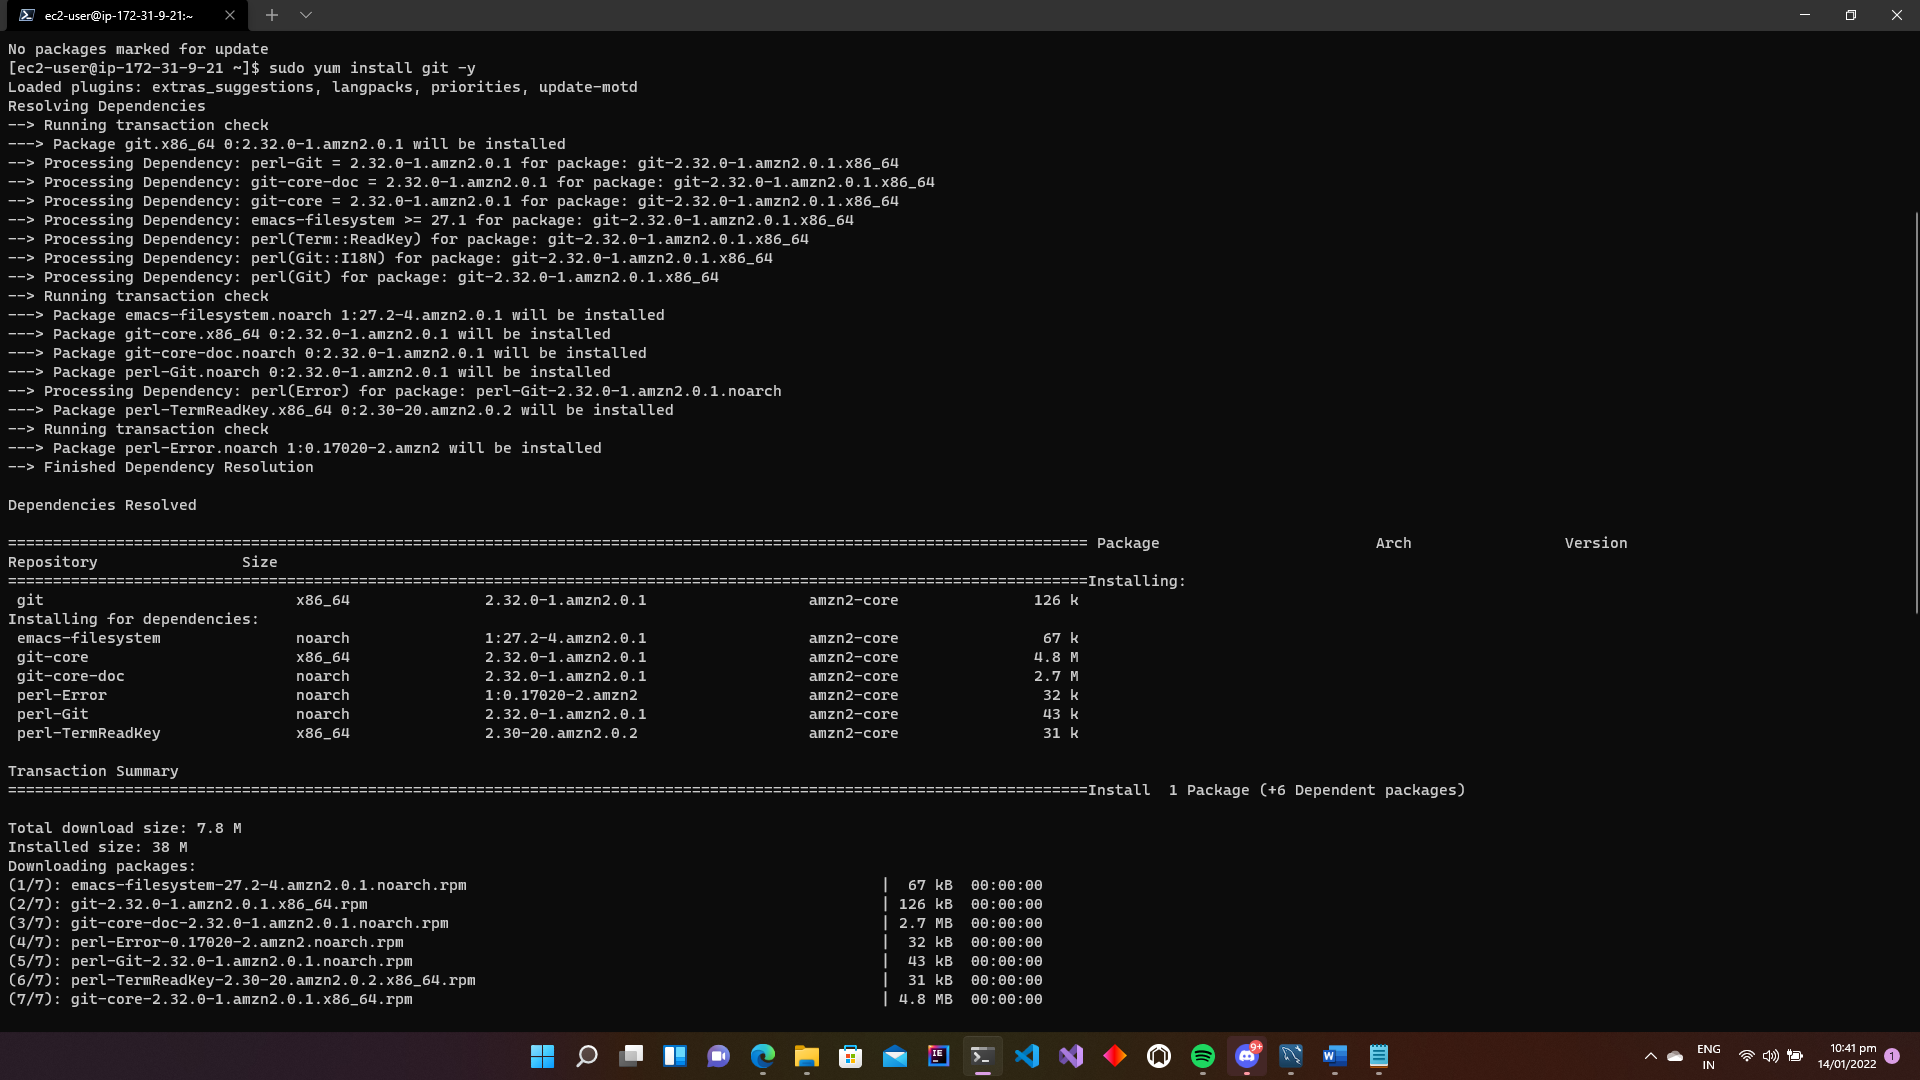 ec2-user@ip-172-31-9-21:~
No packages marked for update
[ec2-user@ip-172-31-9-21 ~]$ sudo yum install git -y
Loaded plugins: extras_suggestions, langpacks, priorities, update-motd
Resolving Dependencies
--> Running transaction check
---> Package git.x86_64 0:2.32.0-1.amzn2.0.1 will be installed
--> Processing Dependency: perl-Git = 2.32.0-1.amzn2.0.1 for package: git-2.32.0-1.amzn2.0.1.x86_64
--> Processing Dependency: git-core-doc = 2.32.0-1.amzn2.0.1 for package: git-2.32.0-1.amzn2.0.1.x86_64
--> Processing Dependency: git-core = 2.32.0-1.amzn2.0.1 for package: git-2.32.0-1.amzn2.0.1.x86_64
--> Processing Dependency: emacs-filesystem >= 27.1 for package: git-2.32.0-1.amzn2.0.1.x86_64
--> Processing Dependency: perl(Term::ReadKey) for package: git-2.32.0-1.amzn2.0.1.x86_64
--> Processing Dependency: perl(Git::I18N) for package: git-2.32.0-1.amzn2.0.1.x86_64
--> Processing Dependency: perl(Git) for package: git-2.32.0-1.amzn2.0.1.x86_64
--> Running transaction check
---> Package emacs-filesystem.noarch 1:27.2-4.amzn2.0.1 will be installed
---> Package git-core.x86_64 0:2.32.0-1.amzn2.0.1 will be installed
---> Package git-core-doc.noarch 0:2.32.0-1.amzn2.0.1 will be installed
---> Package perl-Git.noarch 0:2.32.0-1.amzn2.0.1 will be installed
--> Processing Dependency: perl(Error) for package: perl-Git-2.32.0-1.amzn2.0.1.noarch
---> Package perl-TermReadKey.x86_64 0:2.30-20.amzn2.0.2 will be installed
--> Running transaction check
---> Package perl-Error.noarch 1:0.17020-2.amzn2 will be installed
--> Finished Dependency Resolution
Dependencies Resolved
======================================================================================================================== Package Arch Version
Repository Size
========================================================================================================================Installing:
git x86_64 2.32.0-1.amzn2.0.1 amzn2-core 126 k
Installing for dependencies:
emacs-filesystem noarch 1:27.2-4.amzn2.0.1 amzn2-core 67 k
git-core x86_64 2.32.0-1.amzn2.0.1 amzn2-core 4.8 M
git-core-doc noarch 2.32.0-1.amzn2.0.1 amzn2-core 2.7 M
perl-Error noarch 1:0.17020-2.amzn2 amzn2-core 32 k
perl-Git noarch 2.32.0-1.amzn2.0.1 amzn2-core 43 k
perl-TermReadKey x86_64 2.30-20.amzn2.0.2 amzn2-core 31 k
Transaction Summary
========================================================================================================================Install 1 Package (+6 Dependent packages)
Total download size: 7.8 M
Installed size: 38 M
Downloading packages:
(1/7): emacs-filesystem-27.2-4.amzn2.0.1.noarch.rpm | 67 kB 00:00:00
(2/7): git-2.32.0-1.amzn2.0.1.x86_64.rpm | 126 kB 00:00:00
(3/7): git-core-doc-2.32.0-1.amzn2.0.1.noarch.rpm | 2.7 MB 00:00:00
(4/7): perl-Error-0.17020-2.amzn2.noarch.rpm | 32 kB 00:00:00
(5/7): perl-Git-2.32.0-1.amzn2.0.1.noarch.rpm | 43 kB 00:00:00
(6/7): perl-TermReadKey-2.30-20.amzn2.0.2.x86_64.rpm | 31 kB 00:00:00
(7/7): git-core-2.32.0-1.amzn2.0.1.x86_64.rpm | 4.8 MB 00:00:00
IE
9+
W
ENG
IN
10:41 pm
14/01/2022
1